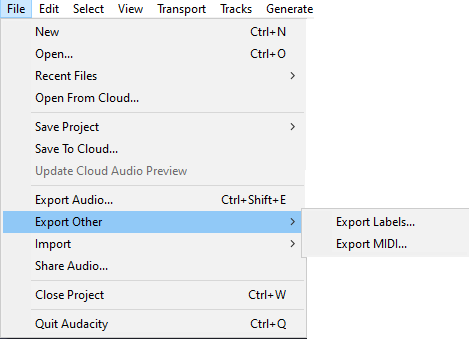 File Edit Select View Transport Tracks Generate
New Ctrl+N
Open... Ctrl+O
Recent Files >
Open From Cloud...
Save Project >
Save To Cloud...
Update Cloud Audio Preview
Export Audio... Ctrl+Shift+E
Export Other > Export Labels...
Export MIDI...
Import >
Share Audio...
Close Project Ctrl+W
Quit Audacity Ctrl+Q